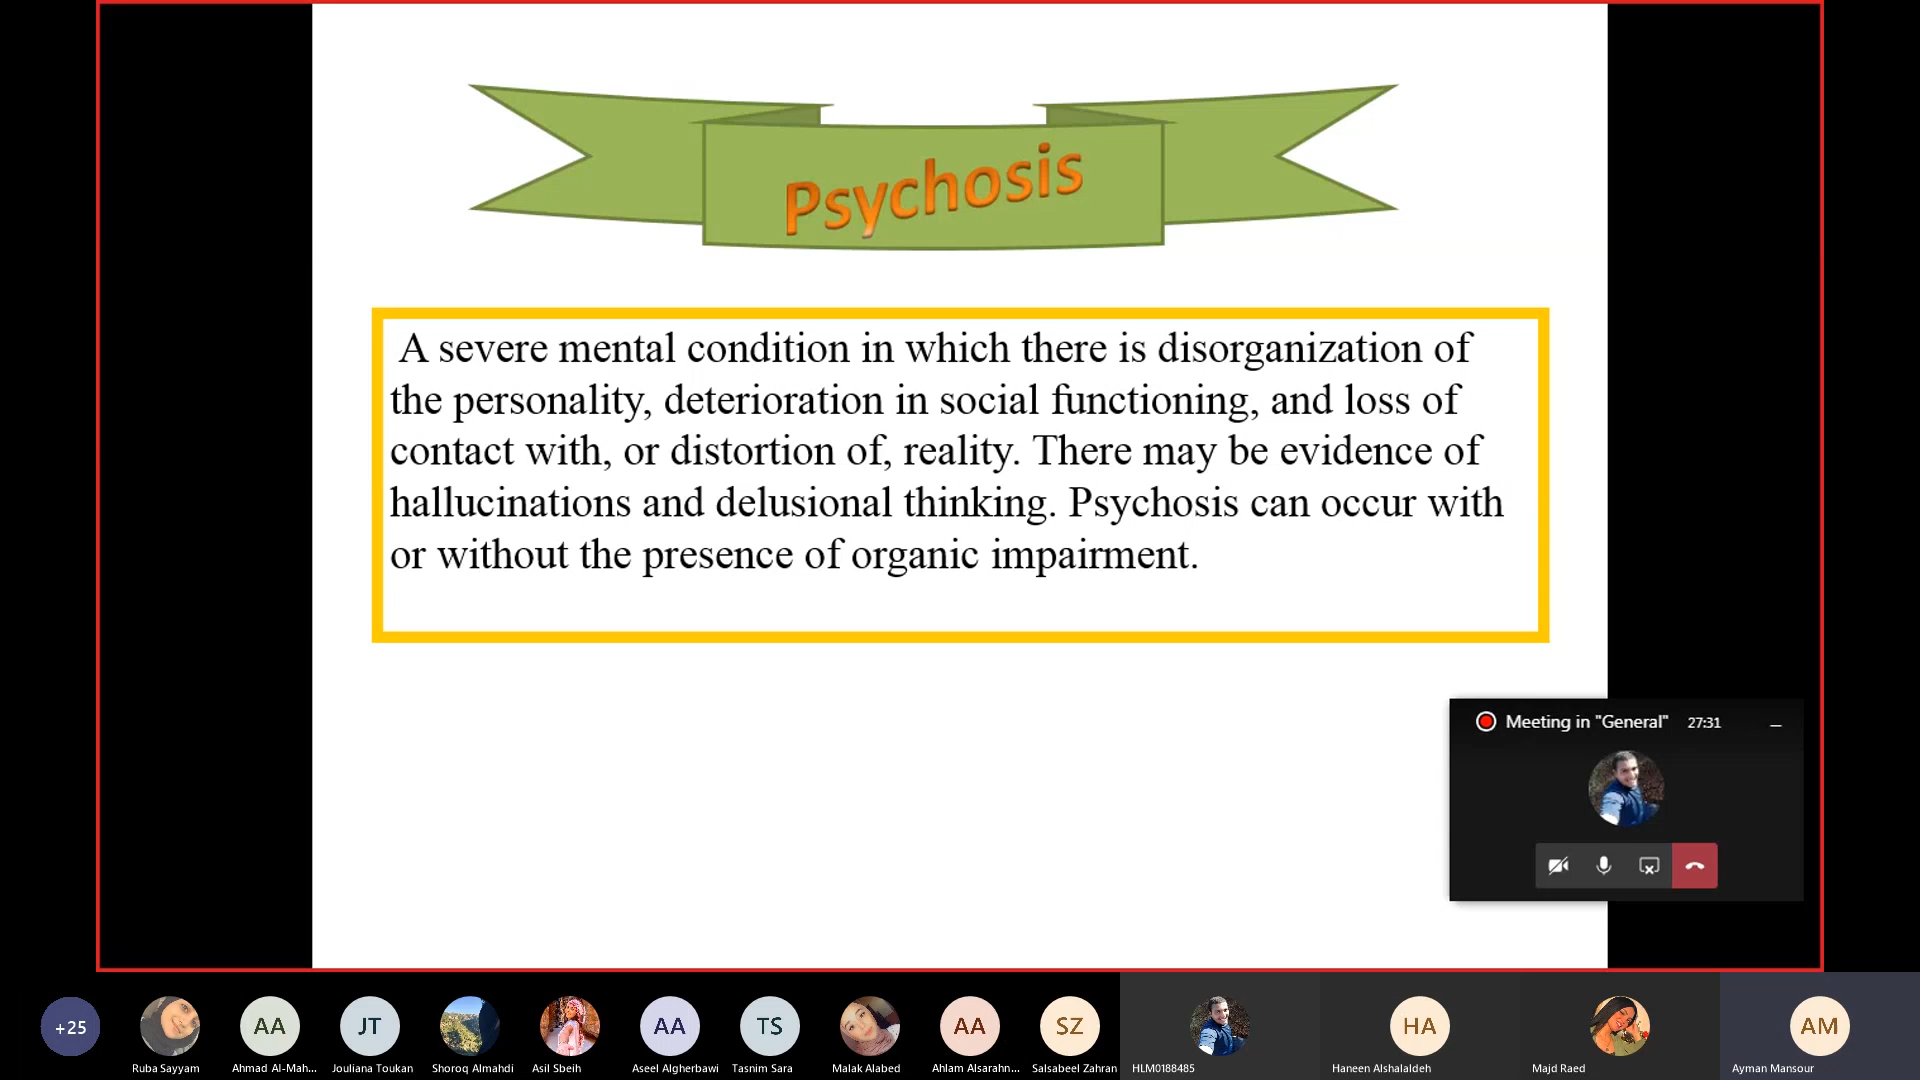 Psychosis
A severe mental condition in which there is disorganization of
the personality, deterioration in social functioning, and loss of
contact with, or distortion of, reality. There may be evidence of
hallucinations and delusional thinking. Psychosis can occur with
or without the presence of organic impairment.
Meeting in "General" 27:31
+25
AA
JT
AA
TS
AA
SZ
HA
AM
Ruba Sayyam
Ahmad Al-Mah...
Jouliana Toukan
Shoroq Almahdi
Asil Sbeih
Aseel Algherbawi
Tasnim Sara
Malak Alabed
Ahlam Alsarahn...
Salsabeel Zahran
HLM0188485
Haneen Alshalaldeh
Majd Raed
Ayman Mansour